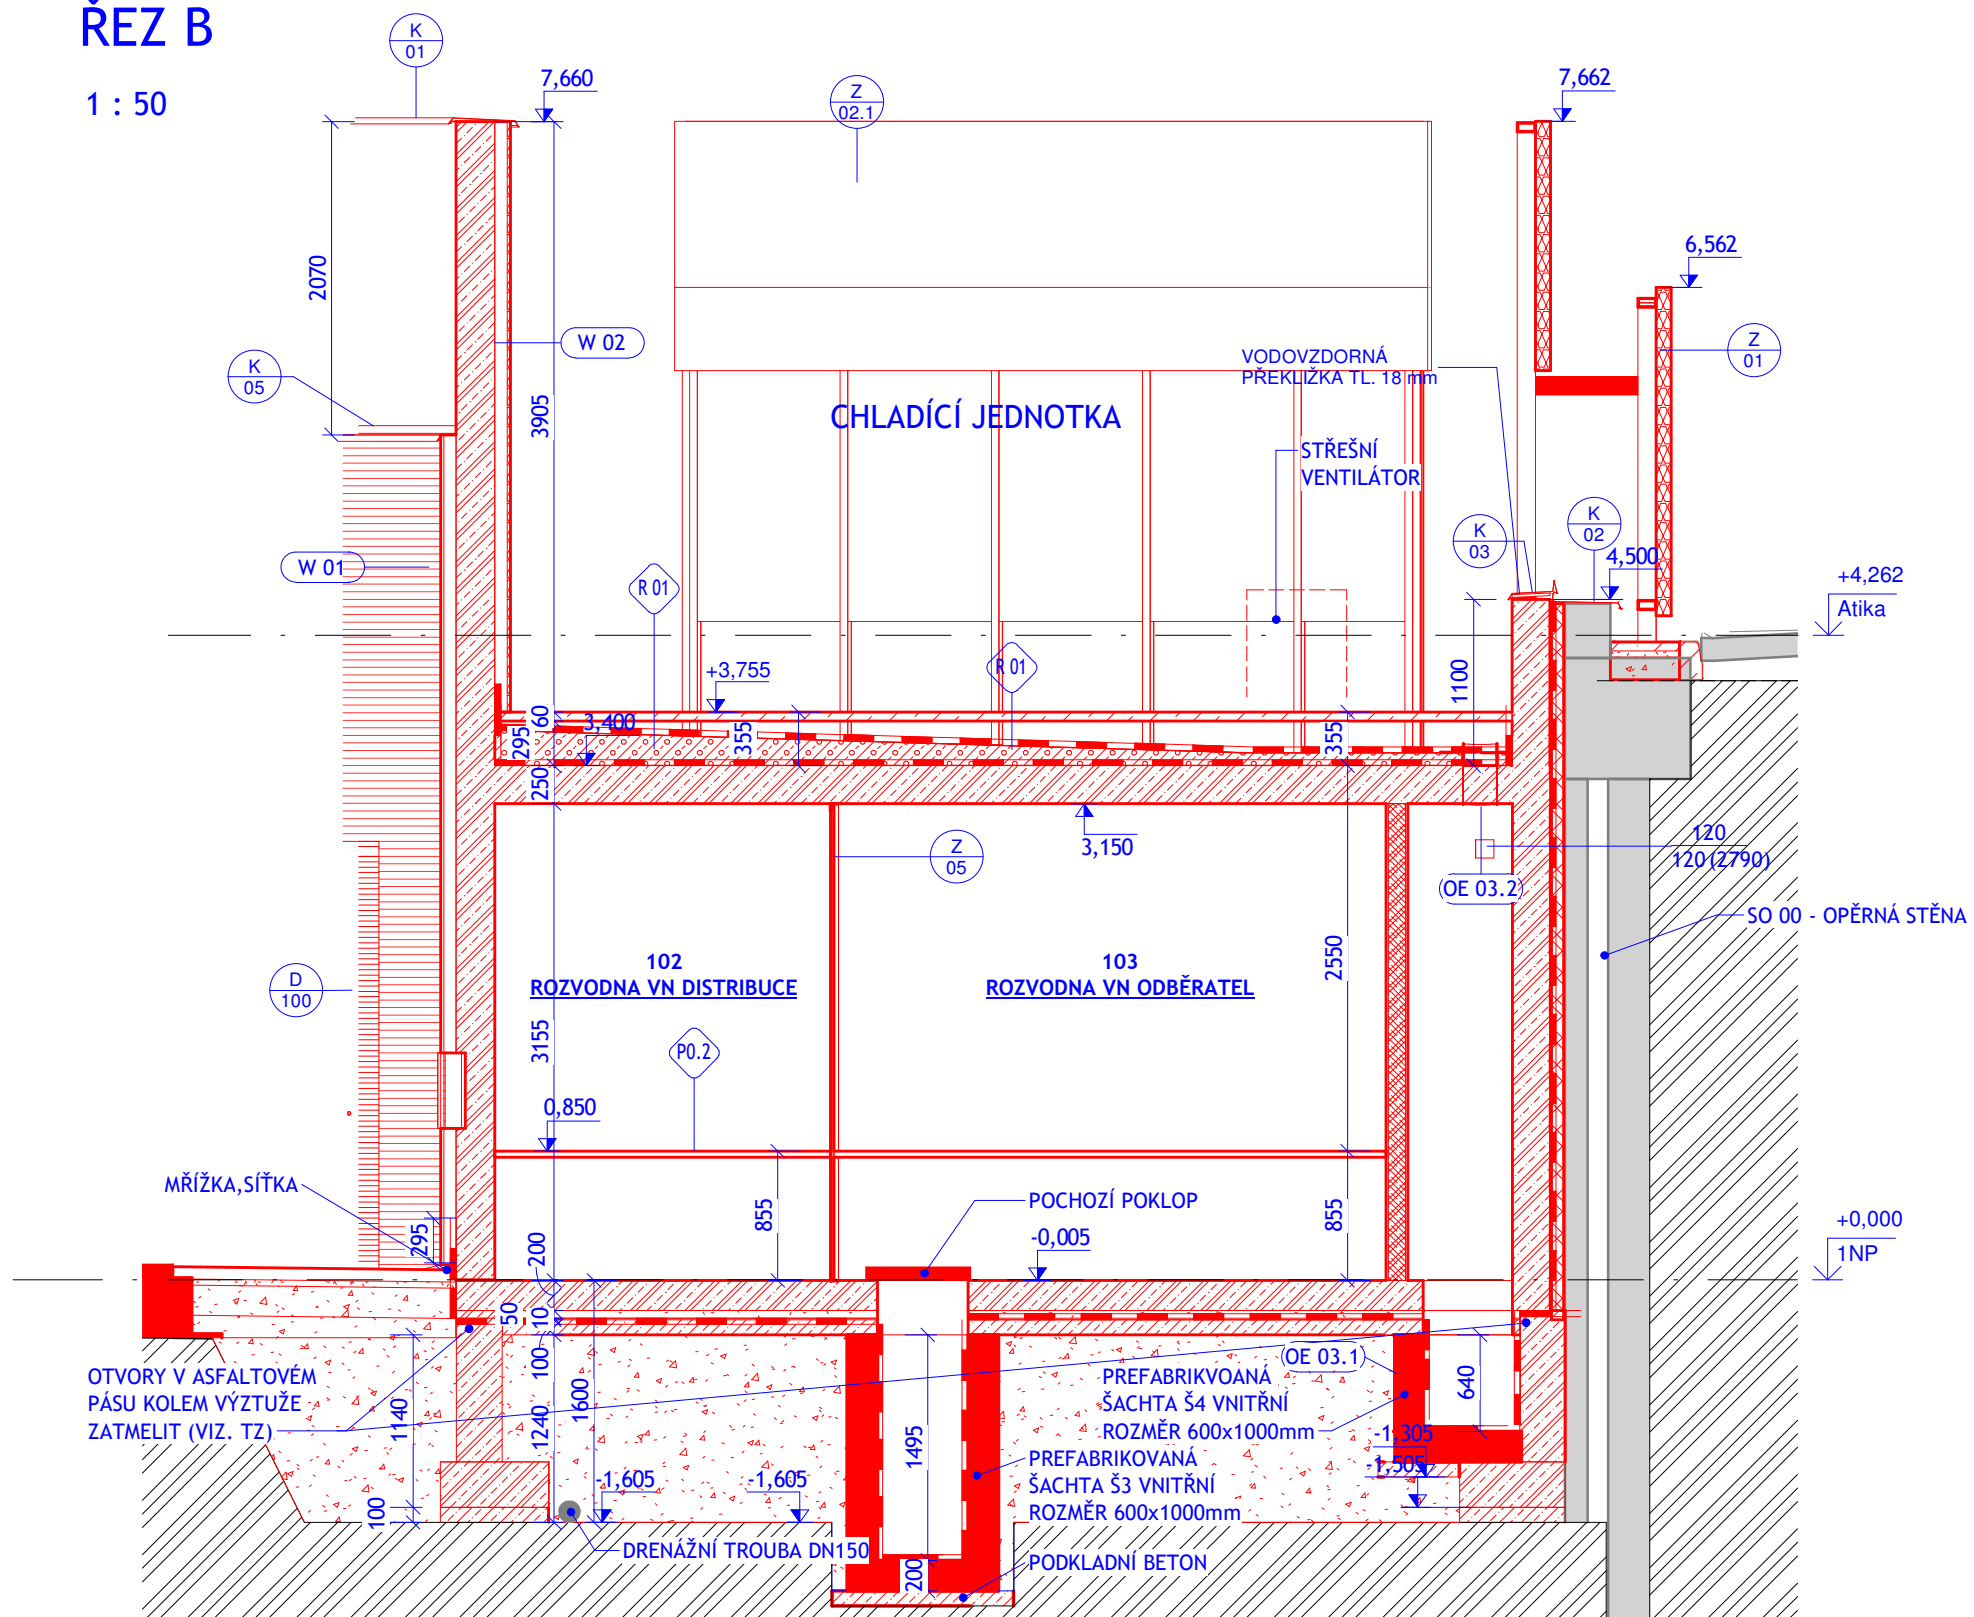 ŘEZ B
1 : 50
K
01
7,660
Z
02.1
7,662
6,562
2070
W 02
K
05
VODOVZDORNÁ
PŘEKLIŽKA TL. 18 mm
Z
01
3905
CHLADÍCÍ JEDNOTKA
STŘEŠNÍ
VENTILÁTOR
K
03
K
02
4,500
W 01
R 01
+4,262
Atika
R 01
+3,755
1100
60
3,400
295
355
355
250
3,150
120
120 (2790)
Z
05
OE 03.2
SO 00 - OPĚRNÁ STĚNA
102
ROZVODNA VN DISTRIBUCE
103
ROZVODNA VN ODBĚRATEL
2550
D
100
3155
P0.2
0,850
MŘÍŽKA,SÍŤKA
POCHOZÍ POKLOP
855
855
-0,005
295
200
+0,000
1NP
50
10
100
OTVORY V ASFALTOVÉM
PÁSU KOLEM VÝZTUŽE
ZATMELIT (VIZ. TZ)
1140
1240
1600
1495
OE 03.1
PREFABRIKVOANÁ
ŠACHTA Š4 VNITŘNÍ
ROZMĚR 600x1000mm
640
-1,305
-1,505
PREFABRIKOVANÁ
ŠACHTA Š3 VNITŘNÍ
ROZMĚR 600x1000mm
-1,605
-1,605
100
DRENÁŽNÍ TROUBA DN150
200
PODKLADNÍ BETON